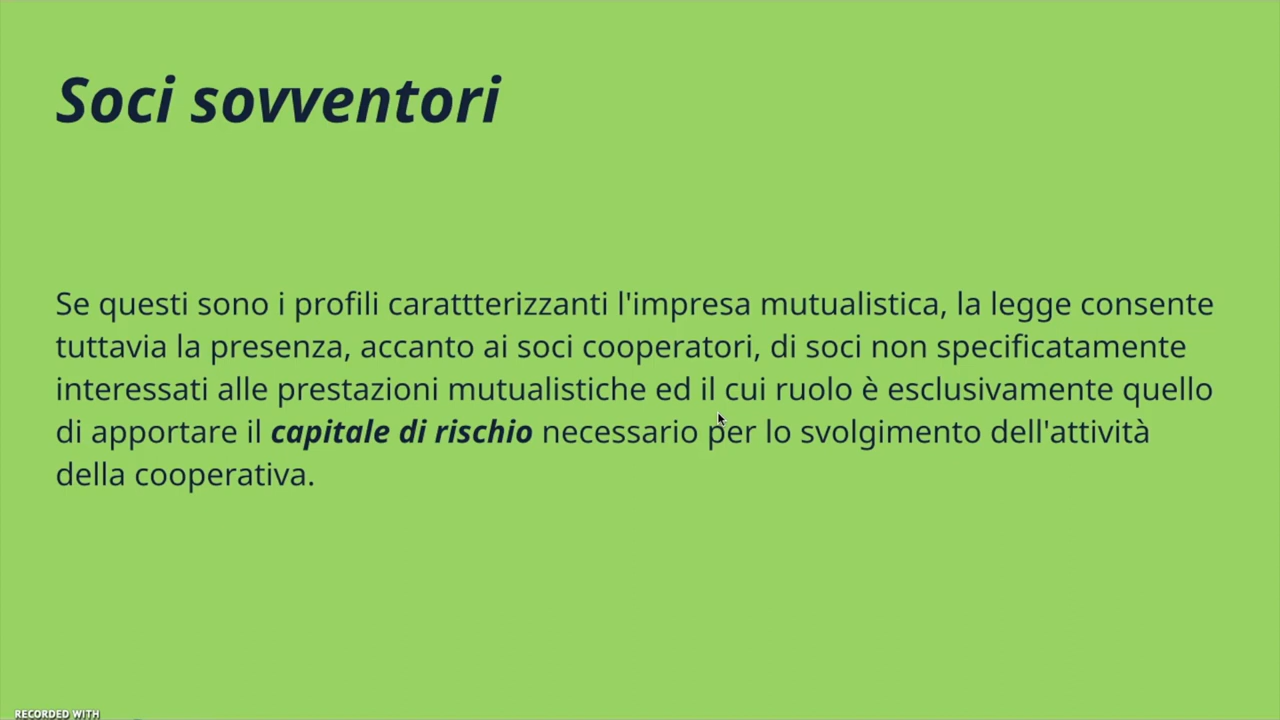 Soci sovventori
Se questi sono i profili carattterizzanti l'impresa mutualistica, la legge consente
tuttavia la presenza, accanto ai soci cooperatori, di soci non specificatamente
interessati alle prestazioni mutualistiche ed il cui ruolo è esclusivamente quello
di apportare il capitale di rischio necessario per lo svolgimento dell'attività
della cooperativa.
RECORDED WITH